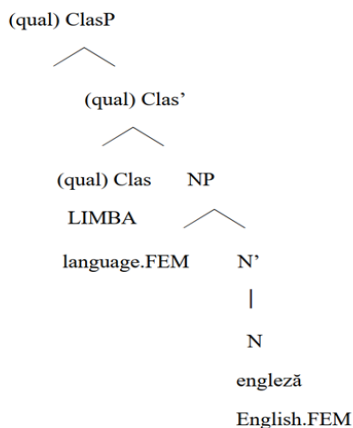 (qual) ClasP
(qual) Clas’
(qual) Clas NP
LIMBA
language.FEM N’
N
engleză
English.FEM